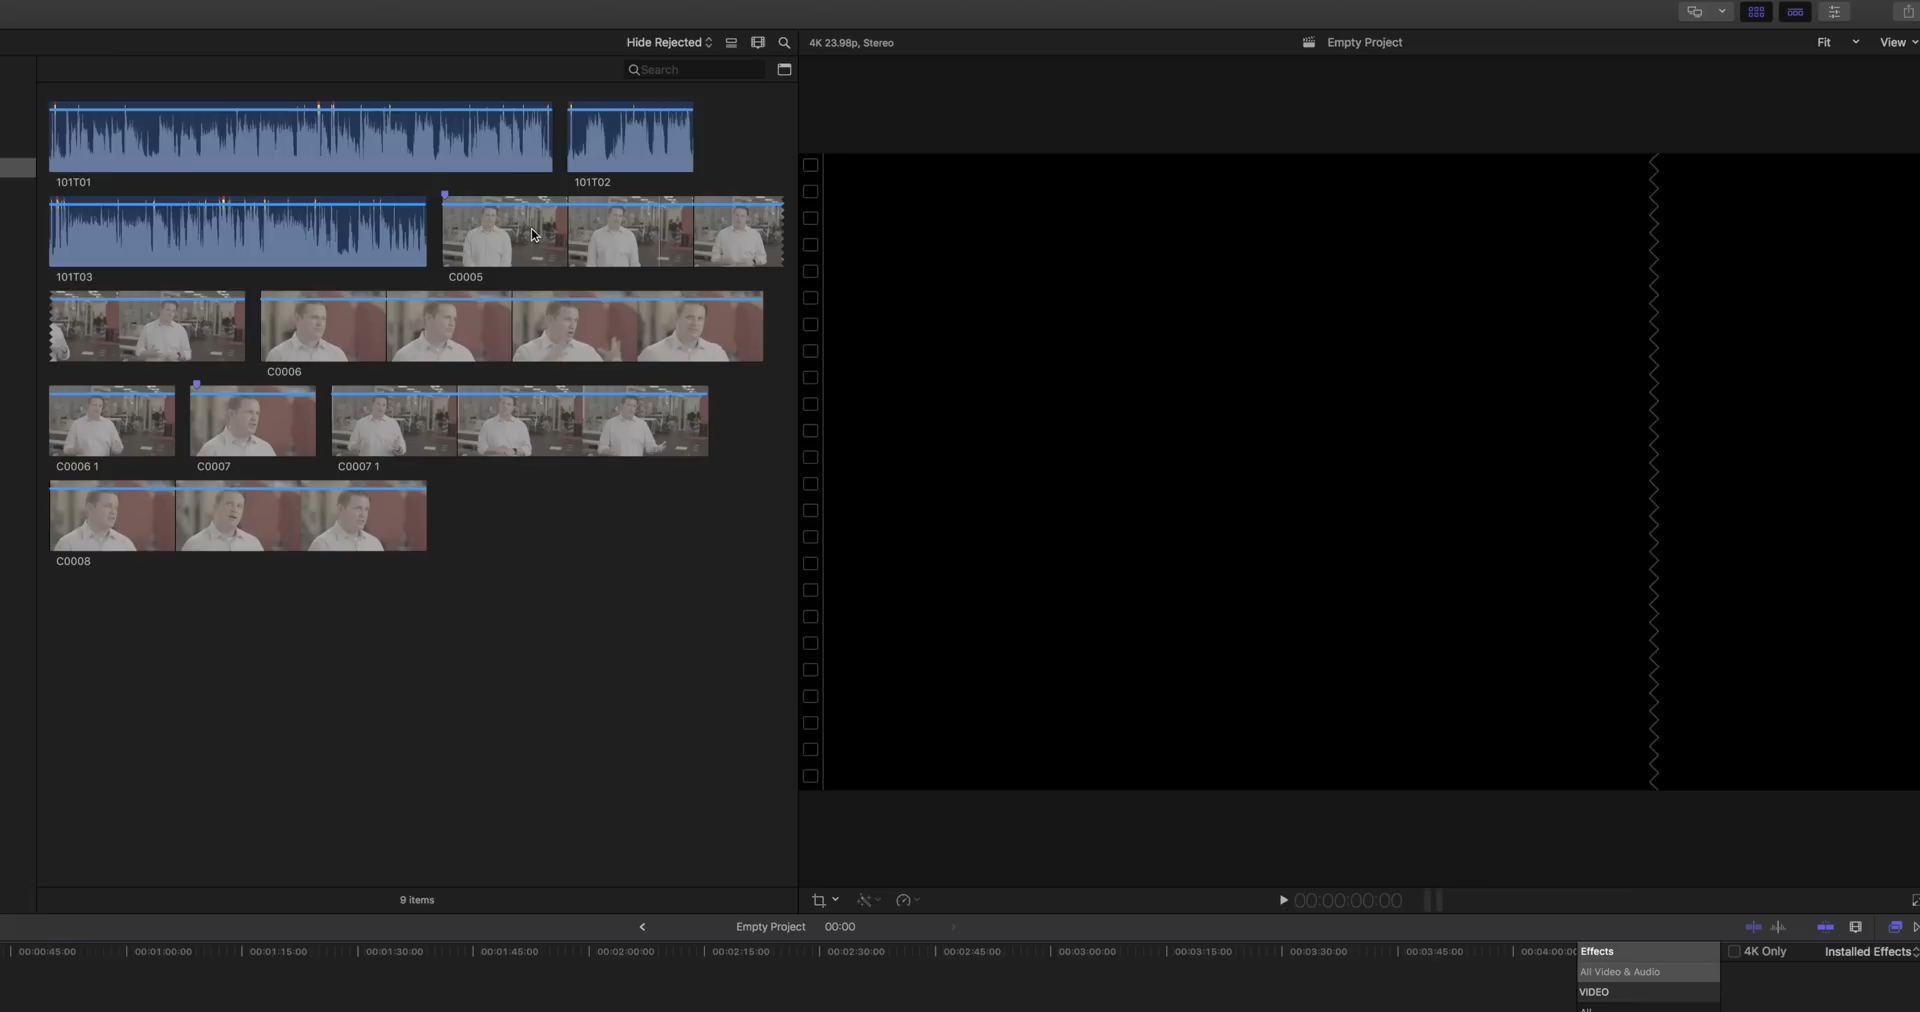 Hide Rejected
4K 23.98p, Stereo
Empty Project
Fit
View
Search
101T01
101T02
101T03
C0005
C0006
C0006 1
C0007
C0007 1
C0008
9 items
00:00:00:00
Empty Project
00:00
00:00:45:00
00:01:00:00
00:01:15:00
00:01:30:00
00:01:45:00
00:02:00:00
00:02:15:00
00:02:30:00
00:02:45:00
00:03:00:00
00:03:15:00
00:03:30:00
00:03:45:00
00:04:00:00
Effects
4K Only
Installed Effects
All Video & Audio
VIDEO
All